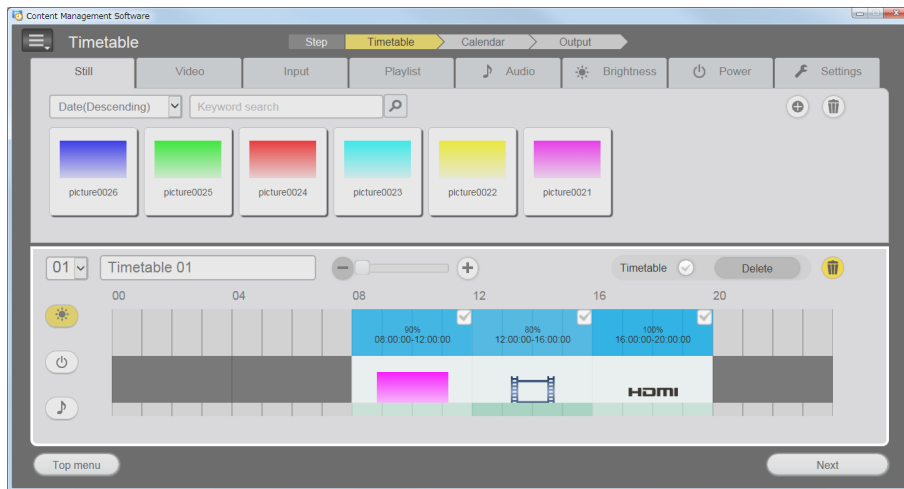 Content Management Software
Timetable
Step Timetable Calendar Output
Still Video Input Playlist Audio Brightness Power Settings
Date(Descending) Keyword search
picture0026 picture0025 picture0024 picture0023 picture0022 picture0021
01 Timetable 01 Timetable Delete
00 04 08 12 16 20
90% 80% 100%
08:00:00-12:00:00 12:00:00-16:00:00 16:00:00-20:00:00
HDMI
Top menu Next